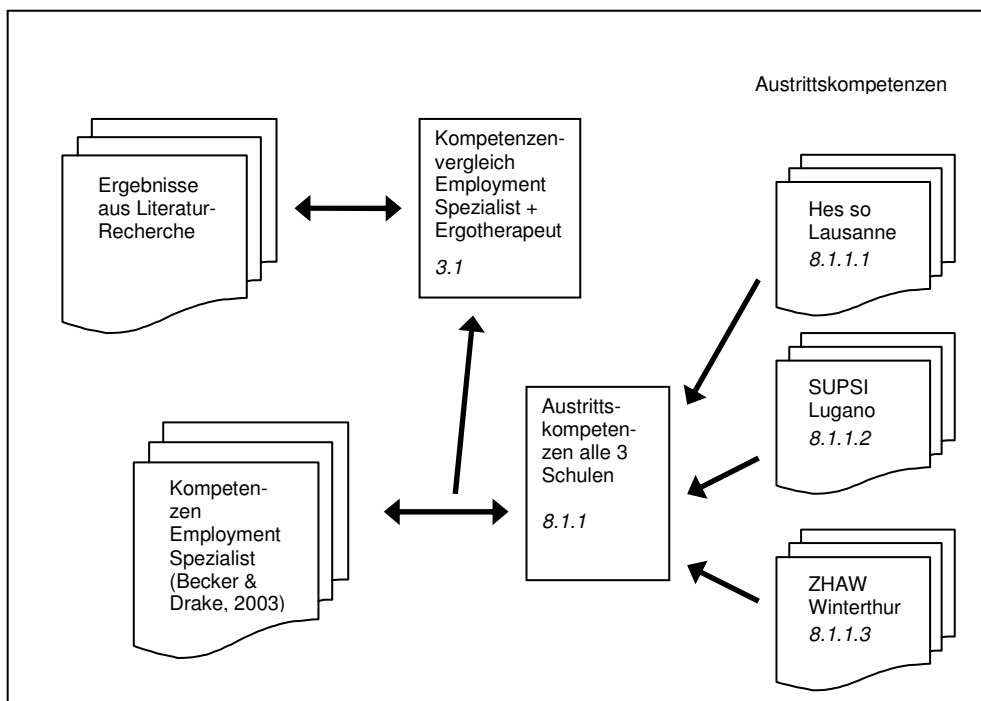 Austrittskompetenzen
Ergebnisse
aus Literatur-
Recherche
Kompetenzen-
vergleich
Employment
Spezialist +
Ergotherapeut
3.1
Hes so
Lausanne
8.1.1.1
SUPSI
Lugano
8.1.1.2
ZHAW
Winterthur
8.1.1.3
Austritts-
kompeten-
zen alle 3
Schulen
8.1.1
Kompeten-
zen
Employment
Spezialist
(Becker &
Drake, 2003)